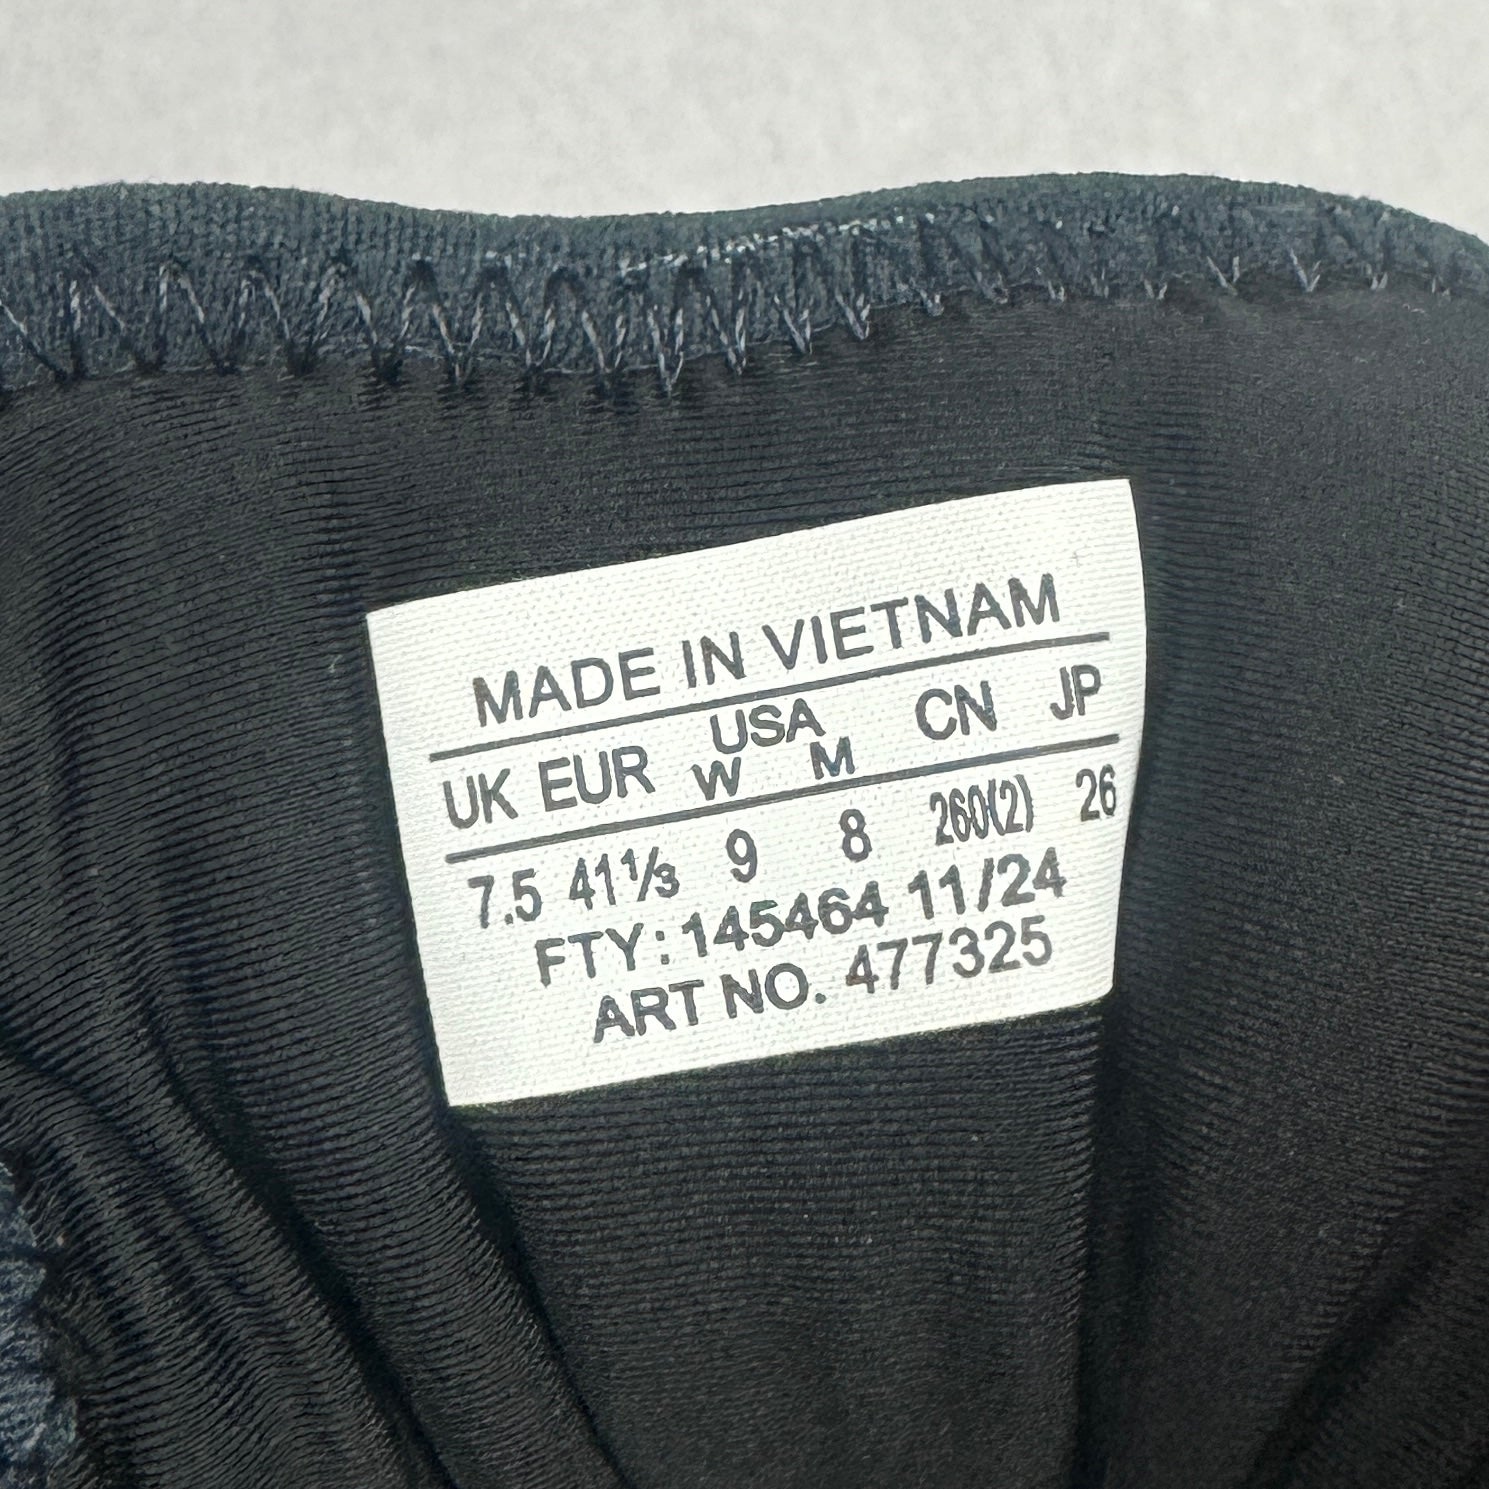 MADE IN VIETNAM
UK EUR USA CN JP
W M
7.5 41⅓ 9 8 260(2) 26
FTY: 145464 11/24
ART NO. 477325